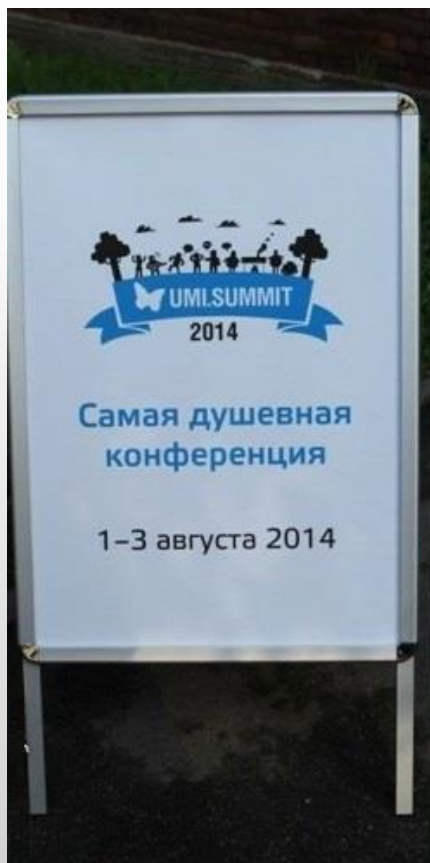 UMI.SUMMIT
2014
Самая душевная
конференция
1–3 августа 2014